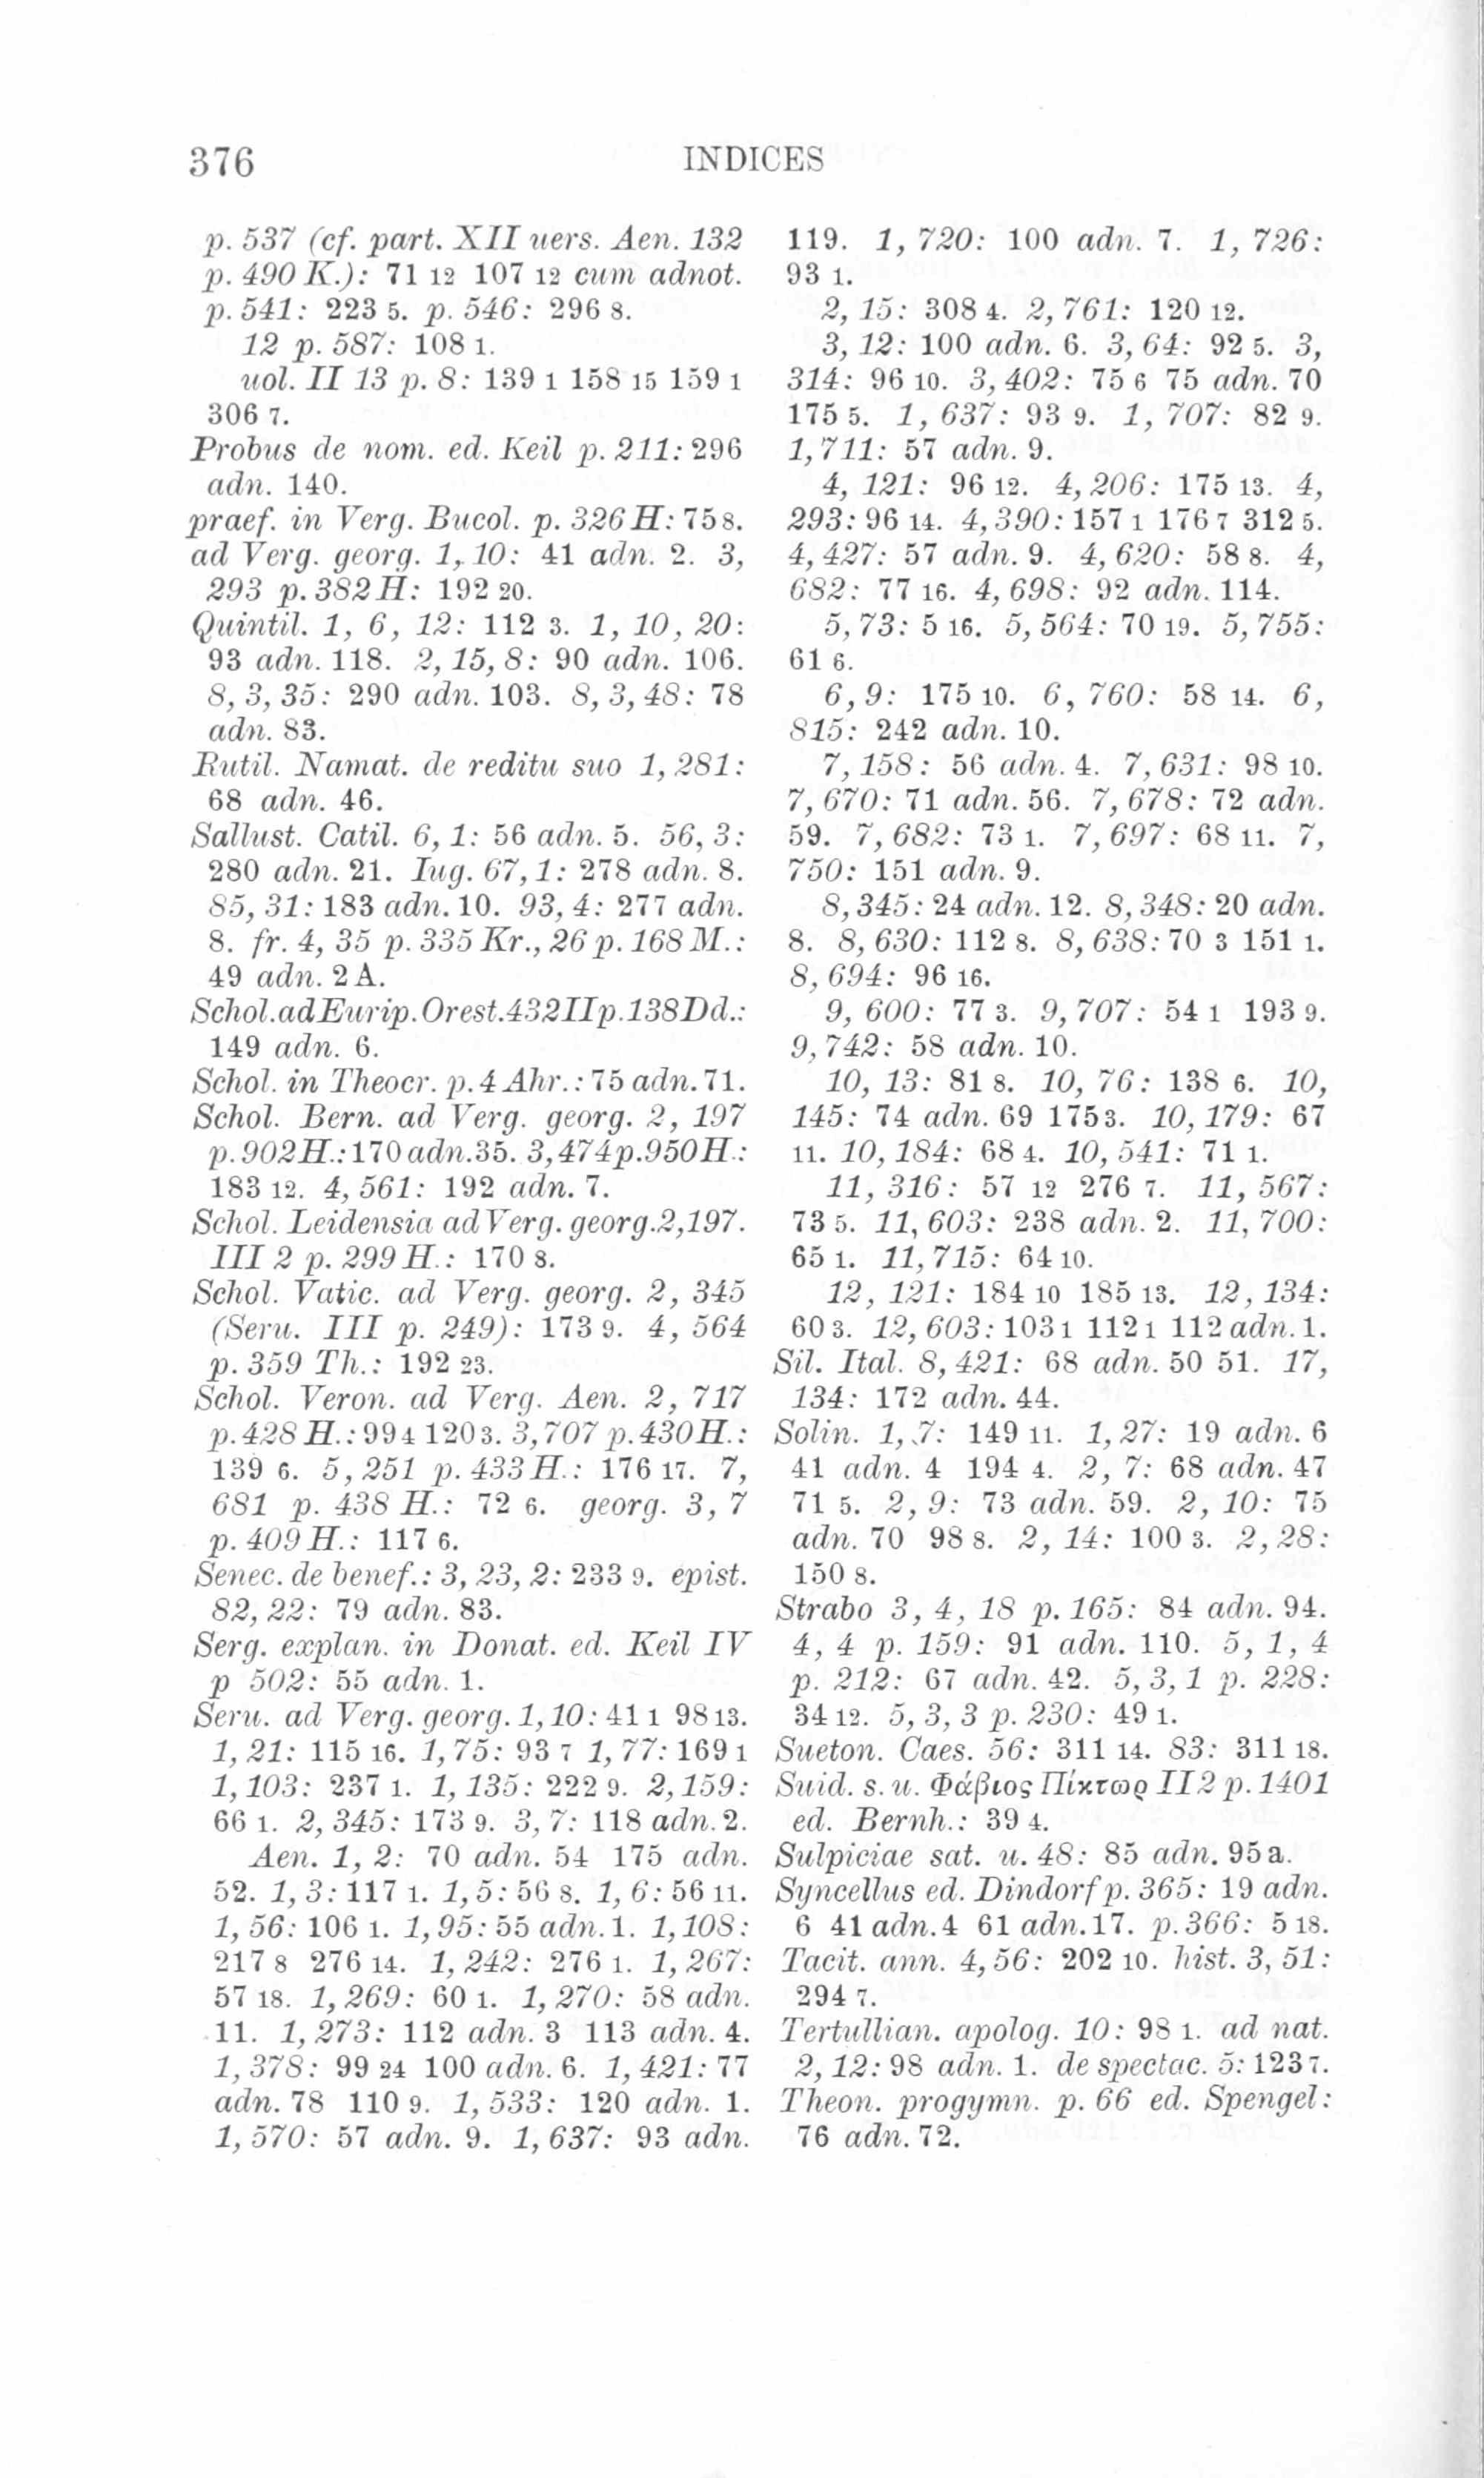 376
INDICES
p. 537 (cf. part. XII uers. Aen. 132
p. 490 K.): 71 12 107 12 cum adnot.
p. 541: 223 5. p. 546: 296 8.
12 p. 587: 108 1.
uol. II 13 p. 8: 139 1 158 15 159 1
306 7.
Probus de nom. ed. Keil p. 211: 296
adn. 140.
praef. in Verg. Bucol. p. 326 H: 75 8.
ad Verg. georg. 1, 10: 41 adn. 2. 3,
293 p. 382 H: 192 20.
Quintil. 1, 6, 12: 112 3. 1, 10, 20:
93 adn. 118. 2, 15, 8: 90 adn. 106.
8, 3, 35: 290 adn. 103. 8, 3, 48: 78
adn. 83.
Rutil. Namat. de reditu suo 1, 281:
68 adn. 46.
Sallust. Catil. 6, 1: 56 adn. 5. 56, 3:
280 adn. 21. Iug. 67, 1: 278 adn. 8.
85, 31: 183 adn. 10. 93, 4: 277 adn.
8. fr. 4, 35 p. 335 Kr., 26 p. 168 M.:
49 adn. 2 A.
Schol. ad Eurip. Orest. 432 II p. 138 Dd.:
149 adn. 6.
Schol. in Theocr. p. 4 Ahr.: 75 adn. 71.
Schol. Bern. ad Verg. georg. 2, 197
p. 902 H.: 170 adn. 35. 3, 474 p. 950 H.:
183 12. 4, 561: 192 adn. 7.
Schol. Leidensia ad Verg. georg. 2, 197.
III 2 p. 299 H.: 170 8.
Schol. Vatic. ad Verg. georg. 2, 345
(Seru. III p. 249): 173 9. 4, 564
p. 359 Th.: 192 23.
Schol. Veron. ad Verg. Aen. 2, 717
p. 428 H.: 99 4 120 3. 3, 707 p. 430 H.:
139 6. 5, 251 p. 433 H.: 176 17. 7,
681 p. 438 H.: 72 6. georg. 3, 7
p. 409 H.: 117 6.
Senec. de benef.: 3, 23, 2: 233 9. epist.
82, 22: 79 adn. 83.
Serg. explan. in Donat. ed. Keil IV
p 502: 55 adn. 1.
Seru. ad Verg. georg. 1, 10: 41 1 98 13.
1, 21: 115 16. 1, 75: 93 7 1, 77: 169 1
1, 103: 237 1. 1, 135: 222 9. 2, 159:
66 1. 2, 345: 173 9. 3, 7: 118 adn. 2.
Aen. 1, 2: 70 adn. 54 175 adn.
52. 1, 3: 117 1. 1, 5: 56 8. 1, 6: 56 11.
1, 56: 106 1. 1, 95: 55 adn. 1. 1, 108:
217 8 276 14. 1, 242: 276 1. 1, 267:
57 18. 1, 269: 60 1. 1, 270: 58 adn.
11. 1, 273: 112 adn. 3 113 adn. 4.
1, 378: 99 24 100 adn. 6. 1, 421: 77
adn. 78 110 9. 1, 533: 120 adn. 1.
1, 570: 57 adn. 9. 1, 637: 93 adn.
119. 1, 720: 100 adn. 7. 1, 726:
93 1.
2, 15: 308 4. 2, 761: 120 12.
3, 12: 100 adn. 6. 3, 64: 92 5. 3,
314: 96 10. 3, 402: 75 6 75 adn. 70
175 5. 1, 637: 93 9. 1, 707: 82 9.
1, 711: 57 adn. 9.
4, 121: 96 12. 4, 206: 175 13. 4,
293: 96 14. 4, 390: 157 1 176 7 312 5.
4, 427: 57 adn. 9. 4, 620: 58 8. 4,
682: 77 16. 4, 698: 92 adn. 114.
5, 73: 5 16. 5, 564: 70 19. 5, 755:
61 6.
6, 9: 175 10. 6, 760: 58 14. 6,
815: 242 adn. 10.
7, 158: 56 adn. 4. 7, 631: 98 10.
7, 670: 71 adn. 56. 7, 678: 72 adn.
59. 7, 682: 73 1. 7, 697: 68 11. 7,
750: 151 adn. 9.
8, 345: 24 adn. 12. 8, 348: 20 adn.
8. 8, 630: 112 8. 8, 638: 70 3 151 1.
8, 694: 96 16.
9, 600: 77 3. 9, 707: 54 1 193 9.
9, 742: 58 adn. 10.
10, 13: 81 8. 10, 76: 138 6. 10,
145: 74 adn. 69 175 3. 10, 179: 67
11. 10, 184: 68 4. 10, 541: 71 1.
11, 316: 57 12 276 7. 11, 567:
73 5. 11, 603: 238 adn. 2. 11, 700:
65 1. 11, 715: 64 10.
12, 121: 184 10 185 13. 12, 134:
60 3. 12, 603: 103 1 112 1 112 adn. 1.
Sil. Ital. 8, 421: 68 adn. 50 51. 17,
134: 172 adn. 44.
Solin. 1, 7: 149 11. 1, 27: 19 adn. 6
41 adn. 4 194 4. 2, 7: 68 adn. 47
71 5. 2, 9: 73 adn. 59. 2, 10: 75
adn. 70 98 8. 2, 14: 100 3. 2, 28:
150 8.
Strabo 3, 4, 18 p. 165: 84 adn. 94.
4, 4 p. 159: 91 adn. 110. 5, 1, 4
p. 212: 67 adn. 42. 5, 3, 1 p. 228:
34 12. 5, 3, 3 p. 230: 49 1.
Sueton. Caes. 56: 311 14. 83: 311 18.
Suid. s. u. Φάβιος Πίκτωρ II 2 p. 1401
ed. Bernh.: 39 4.
Sulpiciae sat. u. 48: 85 adn. 95 a.
Syncellus ed. Dindorf p. 365: 19 adn.
6 41 adn. 4 61 adn. 17. p. 366: 5 18.
Tacit. ann. 4, 56: 202 10. hist. 3, 51:
294 7.
Tertullian. apolog. 10: 98 1. ad nat.
2, 12: 98 adn. 1. de spectac. 5: 123 7.
Theon. progymn. p. 66 ed. Spengel:
76 adn. 72.